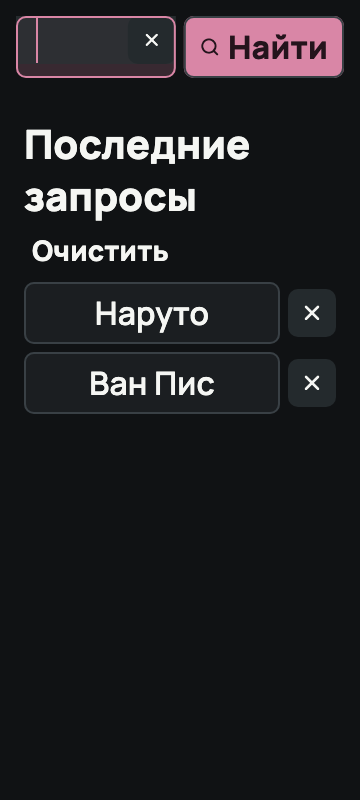 Найти
Последние
запросы
Очистить
Наруто
Ван Пис